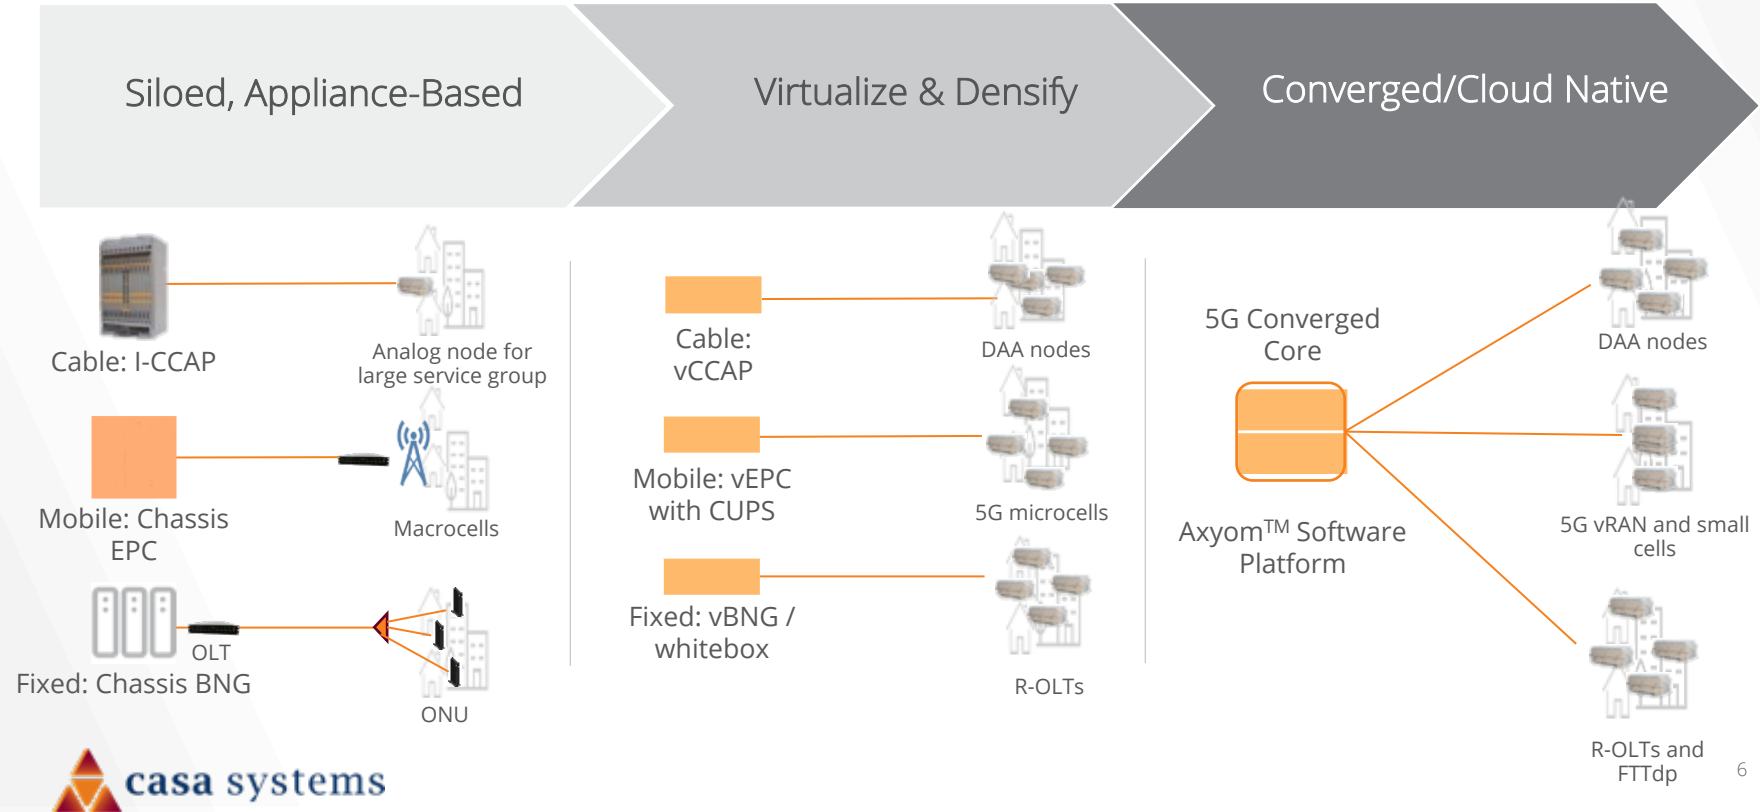 Siloed, Appliance-Based
Virtualize & Densify
Converged/Cloud Native
Cable: I-CCAP
Analog node for
large service group
Mobile: Chassis
EPC
Macrocells
OLT
Fixed: Chassis BNG
ONU
Cable:
vCCAP
DAA nodes
Mobile: vEPC
with CUPS
5G microcells
Fixed: vBNG /
whitebox
R-OLTs
5G Converged
Core
Axyom™ Software
Platform
DAA nodes
5G vRAN and small
cells
R-OLTs and
FTTdp
casa systems
6